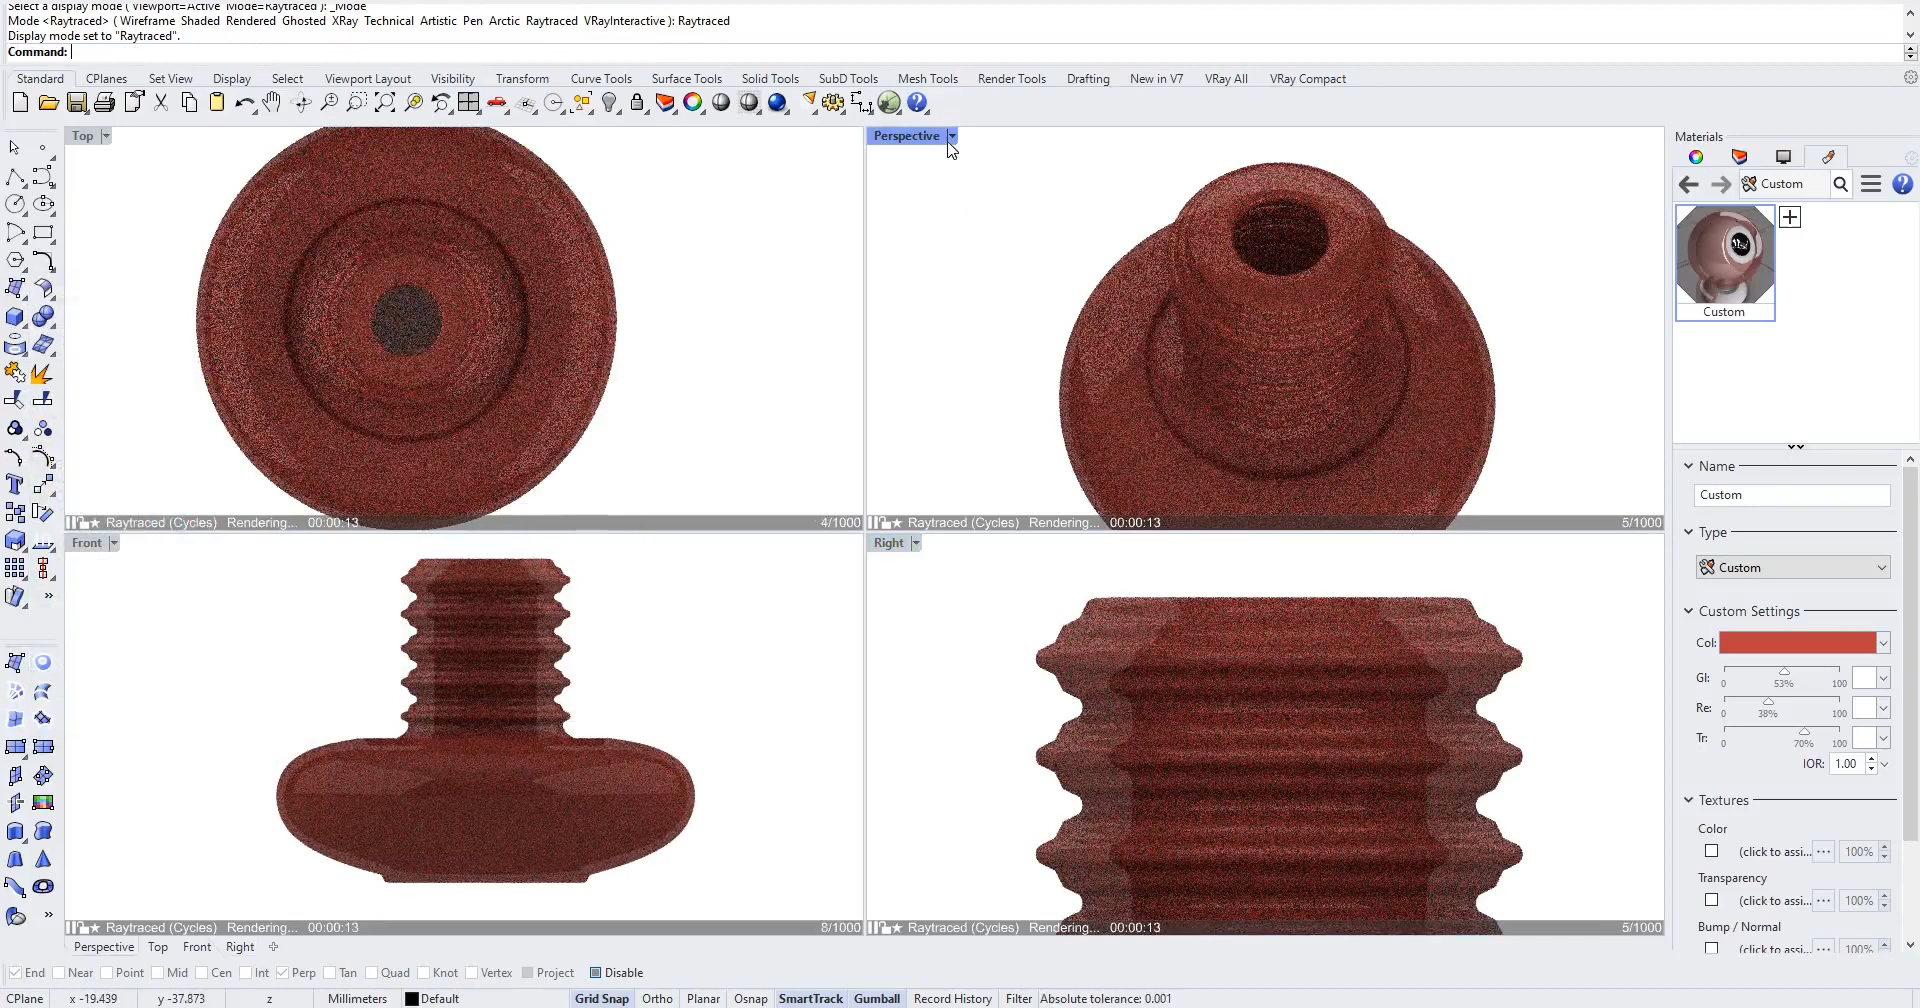 Select a display mode ( Viewport=Active Mode=Raytraced ): _Mode
Mode <Raytraced> ( Wireframe Shaded Rendered Ghosted XRay Technical Artistic Pen Arctic Raytraced VRayInteractive ): Raytraced
Display mode set to "Raytraced".
Command:
Standard CPlanes Set View Display Select Viewport Layout Visibility Transform Curve Tools Surface Tools Solid Tools SubD Tools Mesh Tools Render Tools Drafting New in V7 VRay All VRay Compact
Top
Perspective
Materials
Custom
Custom
Name
Custom
Type
Custom
Custom Settings
Col:
Gl: 0 53% 100
Re: 0 38% 100
Tr: 0 70% 100
IOR: 1.00
Textures
Color
(click to assi... 100%
Transparency
(click to assi... 100%
Bump / Normal
(click to assi... 100%
Raytraced (Cycles) Rendering... 00:00:13 4/1000
Raytraced (Cycles) Rendering... 00:00:13 5/1000
Front
Right
Raytraced (Cycles) Rendering... 00:00:13 8/1000
Raytraced (Cycles) Rendering... 00:00:13 5/1000
Perspective Top Front Right
End Near Point Mid Cen Int Perp Tan Quad Knot Vertex Project Disable
CPlane x -19.439 y -37.873 z Millimeters Default Grid Snap Ortho Planar Osnap SmartTrack Gumball Record History Filter Absolute tolerance: 0.001